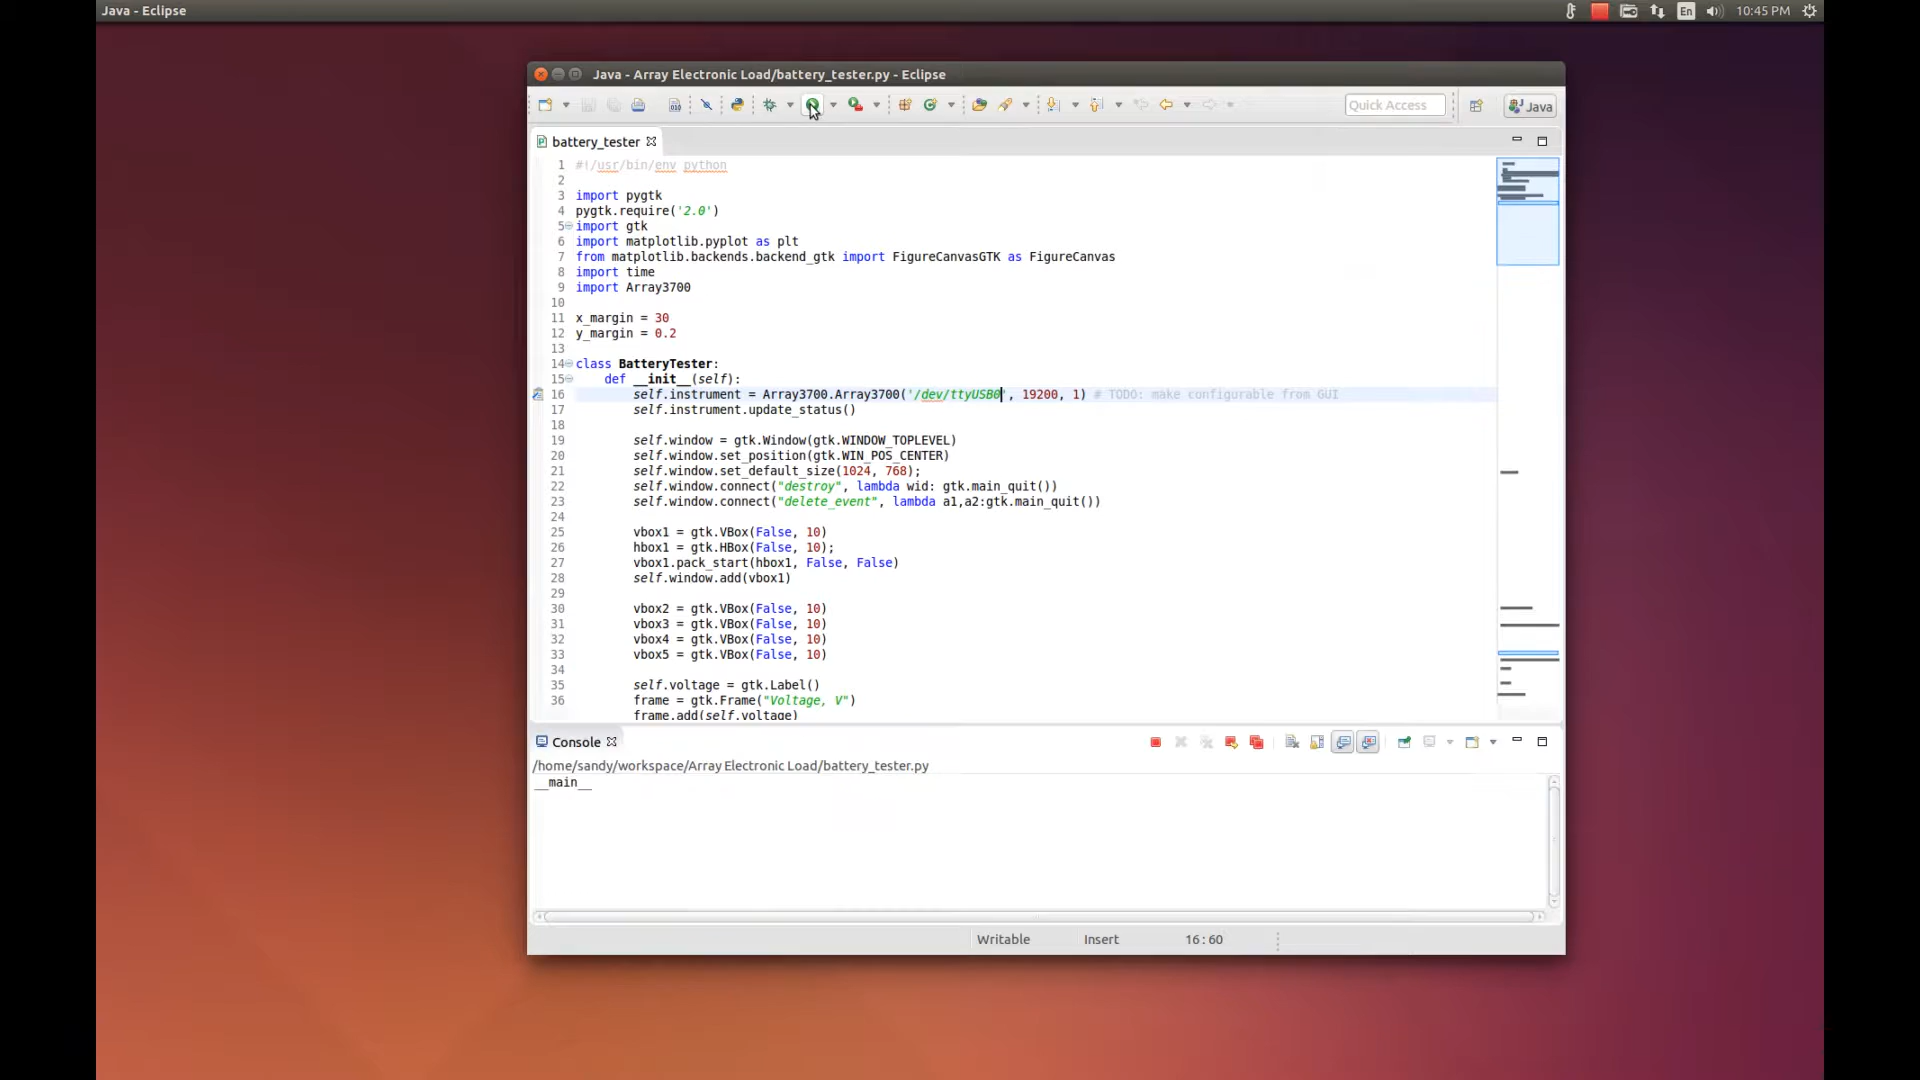 Java - Eclipse
En
10:45 PM
Java - Array Electronic Load/battery_tester.py - Eclipse
Quick Access
Java
battery_tester
1 #!/usr/bin/env python
2
3 import pygtk
4 pygtk.require('2.0')
5 import gtk
6 import matplotlib.pyplot as plt
7 from matplotlib.backends.backend_gtk import FigureCanvasGTK as FigureCanvas
8 import time
9 import Array3700
10
11 x_margin = 30
12 y_margin = 0.2
13
14 class BatteryTester:
15 def __init__(self):
16 self.instrument = Array3700.Array3700('/dev/ttyUSB0', 19200, 1) # TODO: make configurable from GUI
17 self.instrument.update_status()
18
19 self.window = gtk.Window(gtk.WINDOW_TOPLEVEL)
20 self.window.set_position(gtk.WIN_POS_CENTER)
21 self.window.set_default_size(1024, 768);
22 self.window.connect("destroy", lambda wid: gtk.main_quit())
23 self.window.connect("delete_event", lambda a1,a2:gtk.main_quit())
24
25 vbox1 = gtk.VBox(False, 10)
26 hbox1 = gtk.HBox(False, 10);
27 vbox1.pack_start(hbox1, False, False)
28 self.window.add(vbox1)
29
30 vbox2 = gtk.VBox(False, 10)
31 vbox3 = gtk.VBox(False, 10)
32 vbox4 = gtk.VBox(False, 10)
33 vbox5 = gtk.VBox(False, 10)
34
35 self.voltage = gtk.Label()
36 frame = gtk.Frame("Voltage, V")
frame.add(self.voltage)
Console
/home/sandy/workspace/Array Electronic Load/battery_tester.py
__main__
Writable
Insert
16 : 60